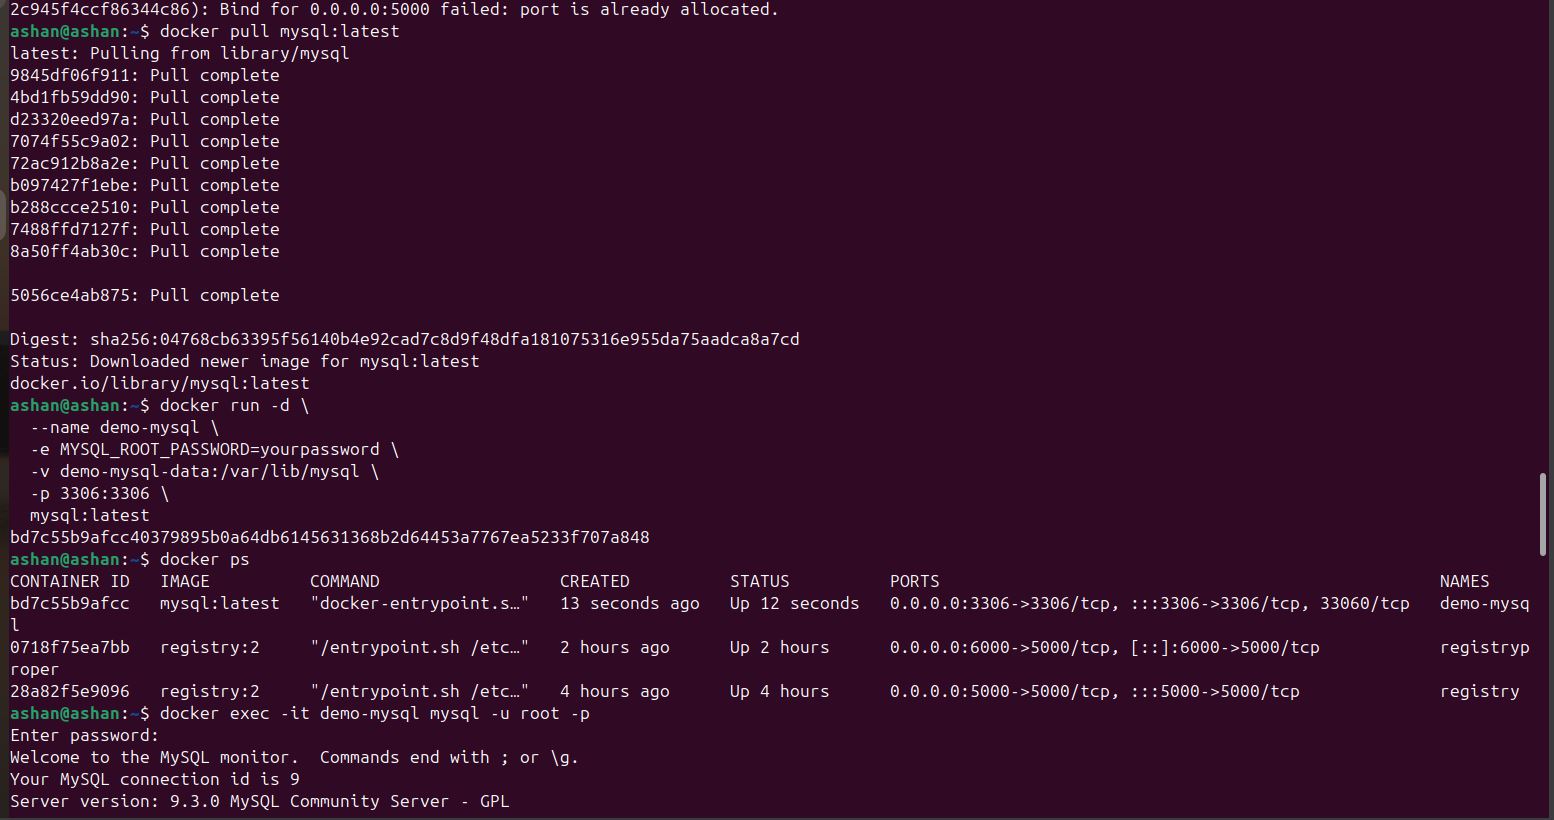 2c945f4ccf86344c86): Bind for 0.0.0.0:5000 failed: port is already allocated.
ashan@ashan:~$ docker pull mysql:latest
latest: Pulling from library/mysql
9845df06f911: Pull complete
4bd1fb59dd90: Pull complete
d23320eed97a: Pull complete
7074f55c9a02: Pull complete
72ac912b8a2e: Pull complete
b097427f1ebe: Pull complete
b288ccce2510: Pull complete
7488ffd7127f: Pull complete
8a50ff4ab30c: Pull complete
5056ce4ab875: Pull complete
Digest: sha256:04768cb63395f56140b4e92cad7c8d9f48dfa181075316e955da75aadca8a7cd
Status: Downloaded newer image for mysql:latest
docker.io/library/mysql:latest
ashan@ashan:~$ docker run -d \
  --name demo-mysql \
  -e MYSQL_ROOT_PASSWORD=yourpassword \
  -v demo-mysql-data:/var/lib/mysql \
  -p 3306:3306 \
  mysql:latest
bd7c55b9afcc40379895b0a64db6145631368b2d64453a7767ea5233f707a848
ashan@ashan:~$ docker ps
CONTAINER ID   IMAGE          COMMAND                  CREATED          STATUS          PORTS                                                  NAMES
bd7c55b9afcc   mysql:latest   "docker-entrypoint.s…"   13 seconds ago   Up 12 seconds   0.0.0.0:3306->3306/tcp, :::3306->3306/tcp, 33060/tcp   demo-mysq
l
0718f75ea7bb   registry:2     "/entrypoint.sh /etc…"   2 hours ago      Up 2 hours      0.0.0.0:6000->5000/tcp, [::]:6000->5000/tcp            registryp
roper
28a82f5e9096   registry:2     "/entrypoint.sh /etc…"   4 hours ago      Up 4 hours      0.0.0.0:5000->5000/tcp, :::5000->5000/tcp              registry
ashan@ashan:~$ docker exec -it demo-mysql mysql -u root -p
Enter password:
Welcome to the MySQL monitor.  Commands end with ; or \g.
Your MySQL connection id is 9
Server version: 9.3.0 MySQL Community Server - GPL